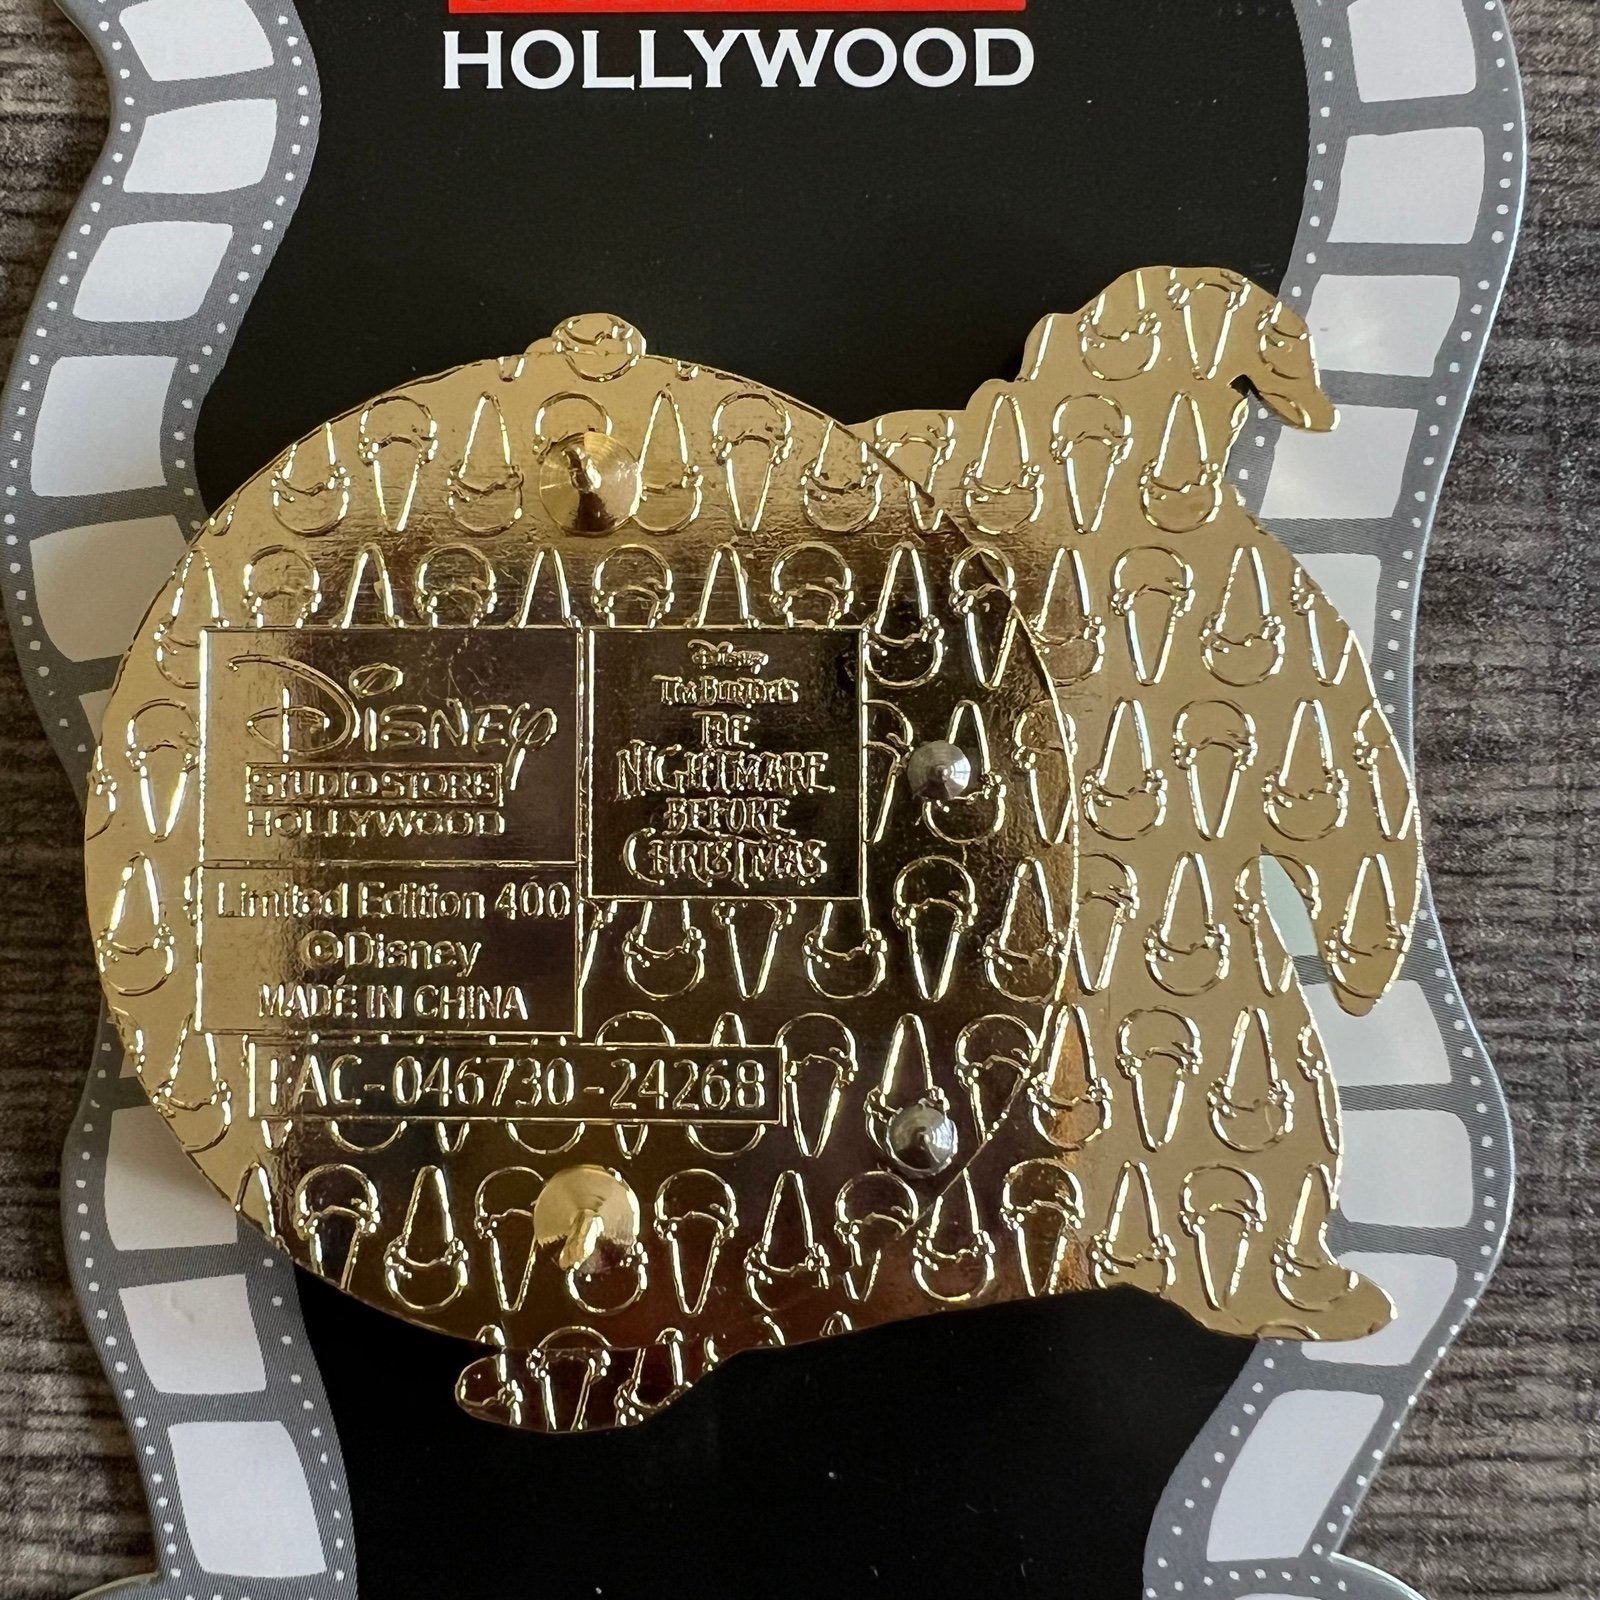 HOLLYWOOD
DISNEY
STUDIO STORE
HOLLYWOOD
Limited Edition 400
©Disney
MADE IN CHINA
Disney
TIM BURTON'S
THE
NIGHTMARE
BEFORE
CHRISTMAS
FAC-046730-24268